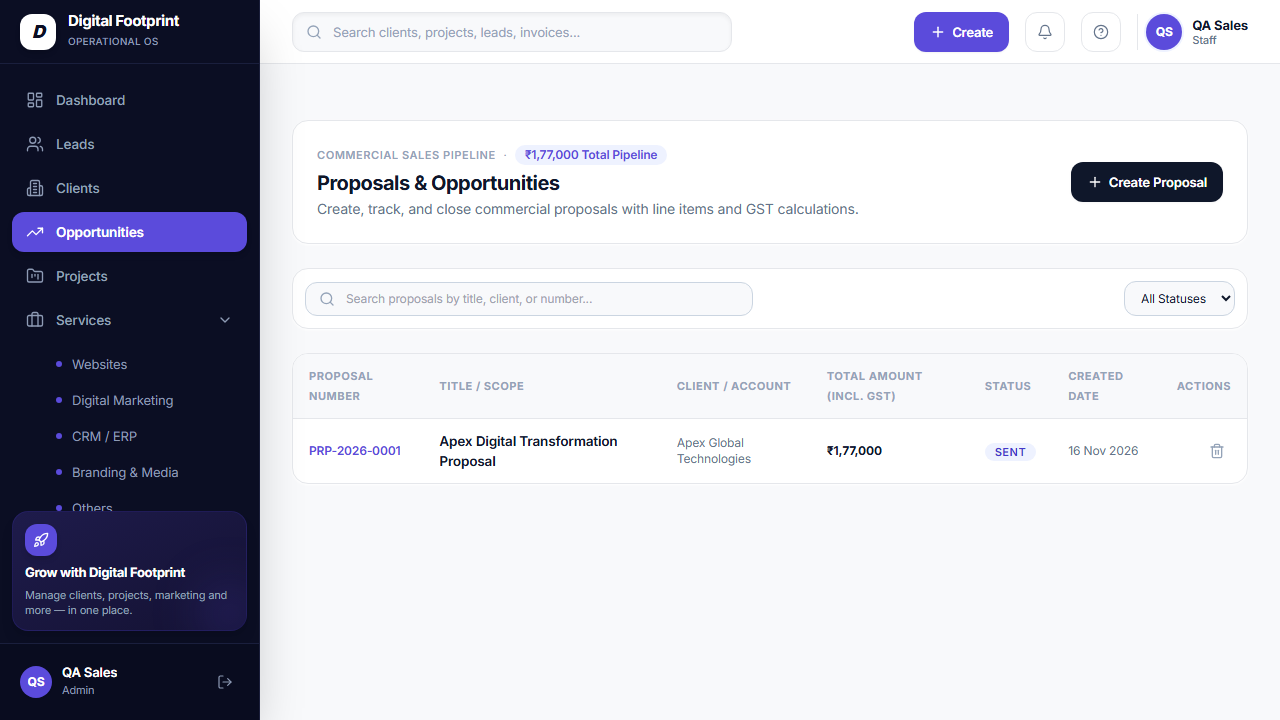 D
Digital Footprint
OPERATIONAL OS
Search clients, projects, leads, invoices...
Create
QS
QA Sales
Staff
Dashboard
Leads
Clients
Opportunities
Projects
Services
Websites
Digital Marketing
CRM / ERP
Branding & Media
Others
Grow with Digital Footprint
Manage clients, projects, marketing and
more — in one place.
QS
QA Sales
Admin
COMMERCIAL SALES PIPELINE · ₹1,77,000 Total Pipeline
Proposals & Opportunities
Create, track, and close commercial proposals with line items and GST calculations.
Create Proposal
Search proposals by title, client, or number...
All Statuses
PROPOSAL
NUMBER
TITLE / SCOPE
CLIENT / ACCOUNT
TOTAL AMOUNT
(INCL. GST)
STATUS
CREATED
DATE
ACTIONS
PRP-2026-0001
Apex Digital Transformation
Proposal
Apex Global
Technologies
₹1,77,000
SENT
16 Nov 2026